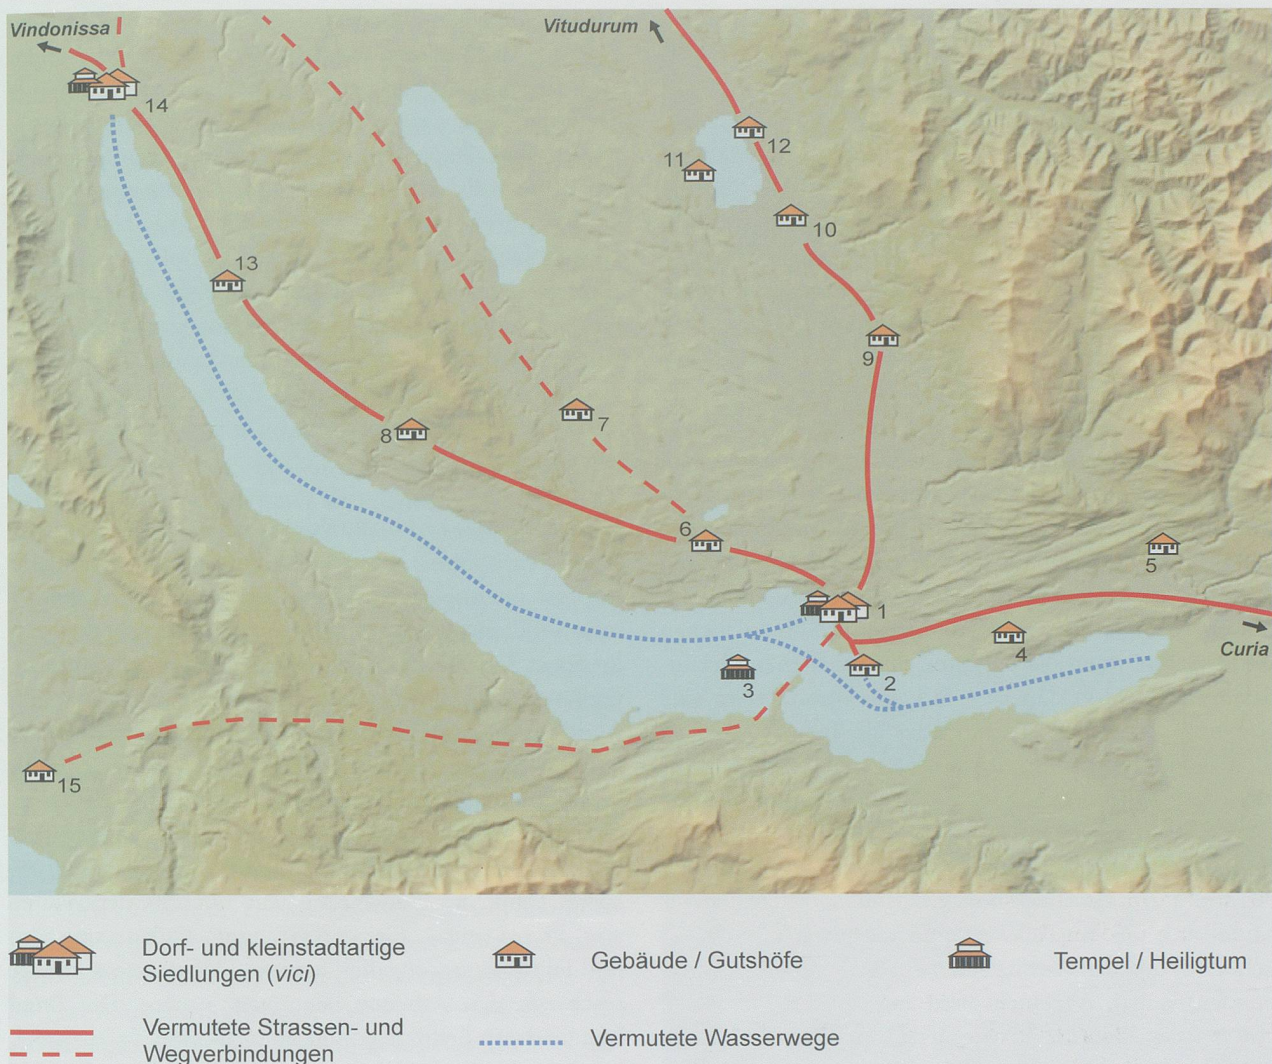 Vindonissa
Vitudurum
14
12
11
10
13
9
8
7
6
5
1
4
Curia
2
3
15
Dorf- und kleinstadtartige
Siedlungen (vici)
Gebäude / Gutshöfe
Tempel / Heiligtum
Vermutete Strassen- und
Wegverbindungen
Vermutete Wasserwege